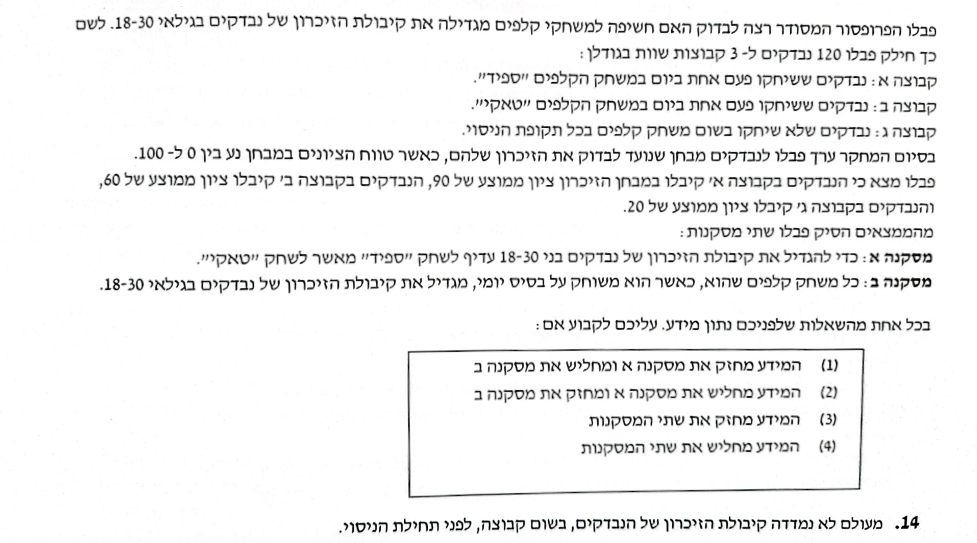 פבלו הפרופסור המסודר רצה לבדוק האם חשיפה למשחקי קלפים מגדילה את קיבולת הזיכרון של נבדקים בגילאי 18-30. לשם
כך חילק פבלו 120 נבדקים ל- 3 קבוצות שוות בגודלן:
קבוצה א: נבדקים ששיחקו פעם אחת ביום במשחק הקלפים "ספיד".
קבוצה ב: נבדקים ששיחקו פעם אחת ביום במשחק הקלפים "טאקי".
קבוצה ג: נבדקים שלא שיחקו בשום משחק קלפים בכל תקופת הניסוי.
בסיום המחקר ערך פבלו לנבדקים מבחן שנועד לבדוק את הזיכרון שלהם, כאשר טווח הציונים במבחן נע בין 0 ל- 100.
פבלו מצא כי הנבדקים בקבוצה א' קיבלו במבחן הזיכרון ציון ממוצע של 90, הנבדקים בקבוצה ב' קיבלו ציון ממוצע של 60,
והנבדקים בקבוצה ג' קיבלו ציון ממוצע של 20.
מהממצאים הסיק פבלו שתי מסקנות:
מסקנה א: כדי להגדיל את קיבולת הזיכרון של נבדקים בני 18-30 עדיף לשחק "ספיד" מאשר לשחק "טאקי".
מסקנה ב: כל משחק קלפים שהוא, כאשר הוא משוחק על בסיס יומי, מגדיל את קיבולת הזיכרון של נבדקים בגילאי 18-30.
בכל אחת מהשאלות שלפניכם נתון מידע. עליכם לקבוע אם:
(1) המידע מחזק את מסקנה א ומחליש את מסקנה ב
(2) המידע מחליש את מסקנה א ומחזק את מסקנה ב
(3) המידע מחזק את שתי המסקנות
(4) המידע מחליש את שתי המסקנות
14. מעולם לא נמדדה קיבולת הזיכרון של הנבדקים, בשום קבוצה, לפני תחילת הניסוי.